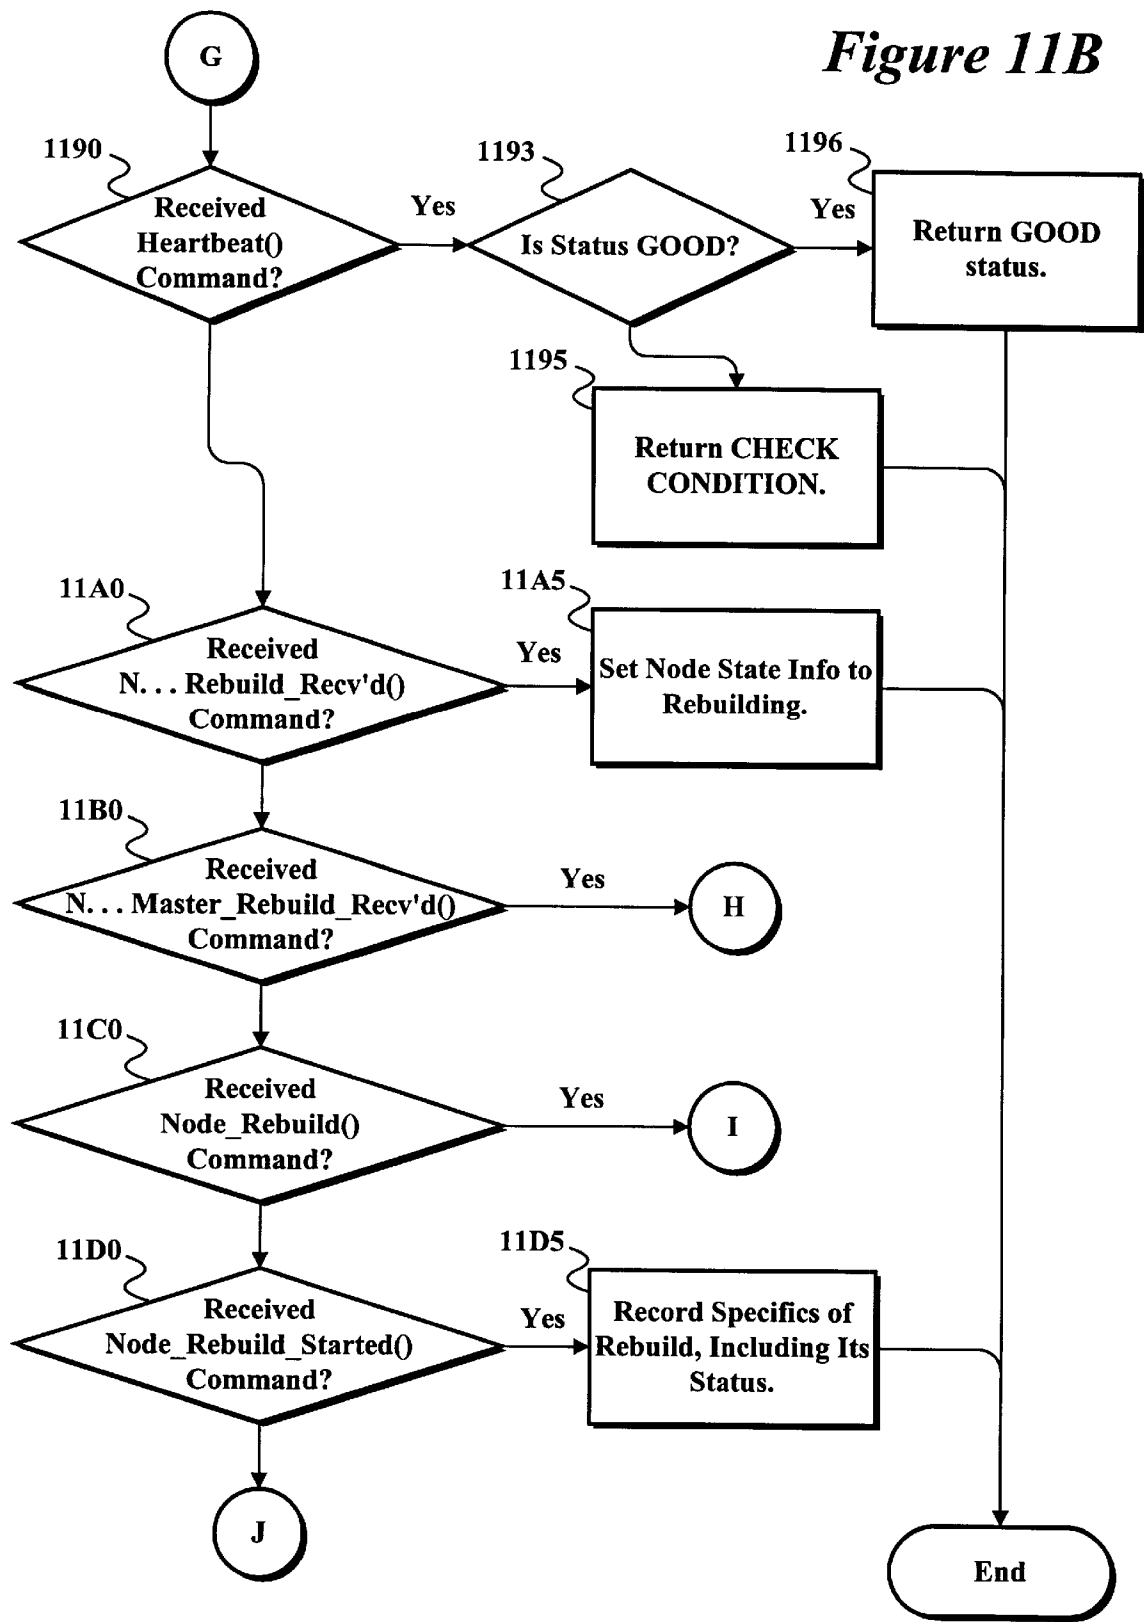 Figure 11B
G
1190
Received
Heartbeat()
Command?
Yes
1193
Is Status GOOD?
Yes
1196
Return GOOD
status.
1195
Return CHECK
CONDITION.
11A0
Received
N. . . Rebuild_Recv'd()
Command?
Yes
11A5
Set Node State Info to
Rebuilding.
11B0
Received
N. . . Master_Rebuild_Recv'd()
Command?
Yes
H
11C0
Received
Node_Rebuild()
Command?
Yes
I
11D0
Received
Node_Rebuild_Started()
Command?
Yes
11D5
Record Specifics of
Rebuild, Including Its
Status.
J
End